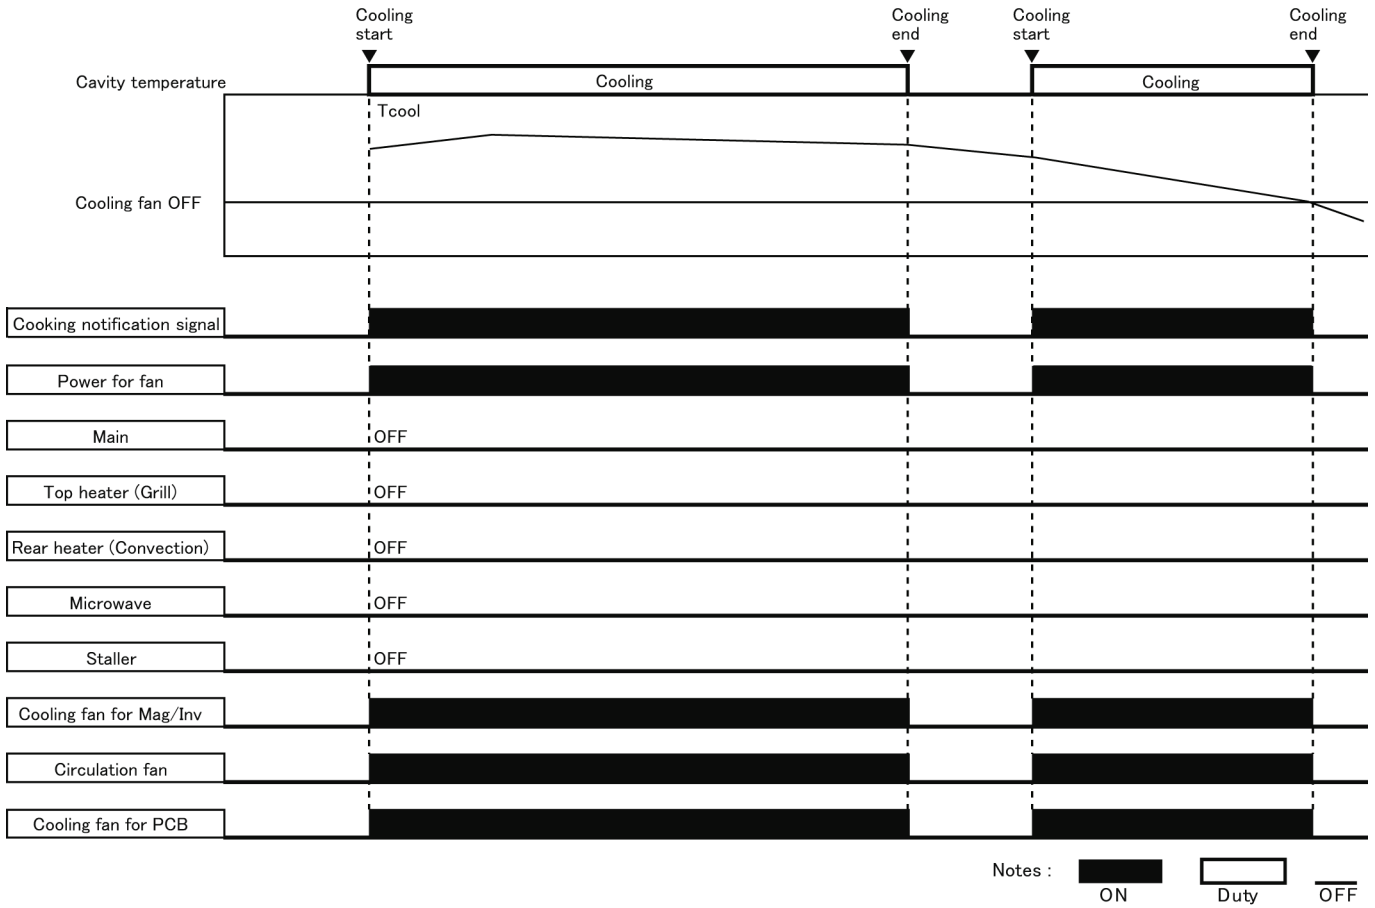 Cooling
start
Cooling
end
Cooling
start
Cooling
end
Cavity temperature
Cooling
Cooling
Tcool
Cooling fan OFF
Cooking notification signal
Power for fan
Main
OFF
Top heater (Grill)
OFF
Rear heater (Convection)
OFF
Microwave
OFF
Staller
OFF
Cooling fan for Mag/Inv
Circulation fan
Cooling fan for PCB
Notes :
ON
Duty
OFF